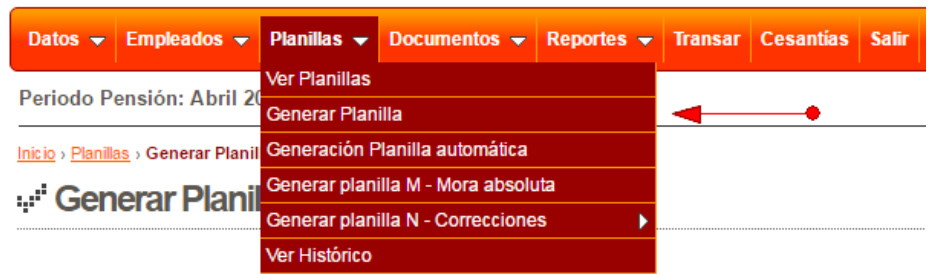 Datos Empleados Planillas Documentos Reportes Transar Cesantías Salir
Ver Planillas
Periodo Pensión: Abril 20
Generar Planilla
Inicio › Planillas › Generar Planil
Generación Planilla automática
Generar Planil
Generar planilla M - Mora absoluta
Generar planilla N - Correcciones
Ver Histórico